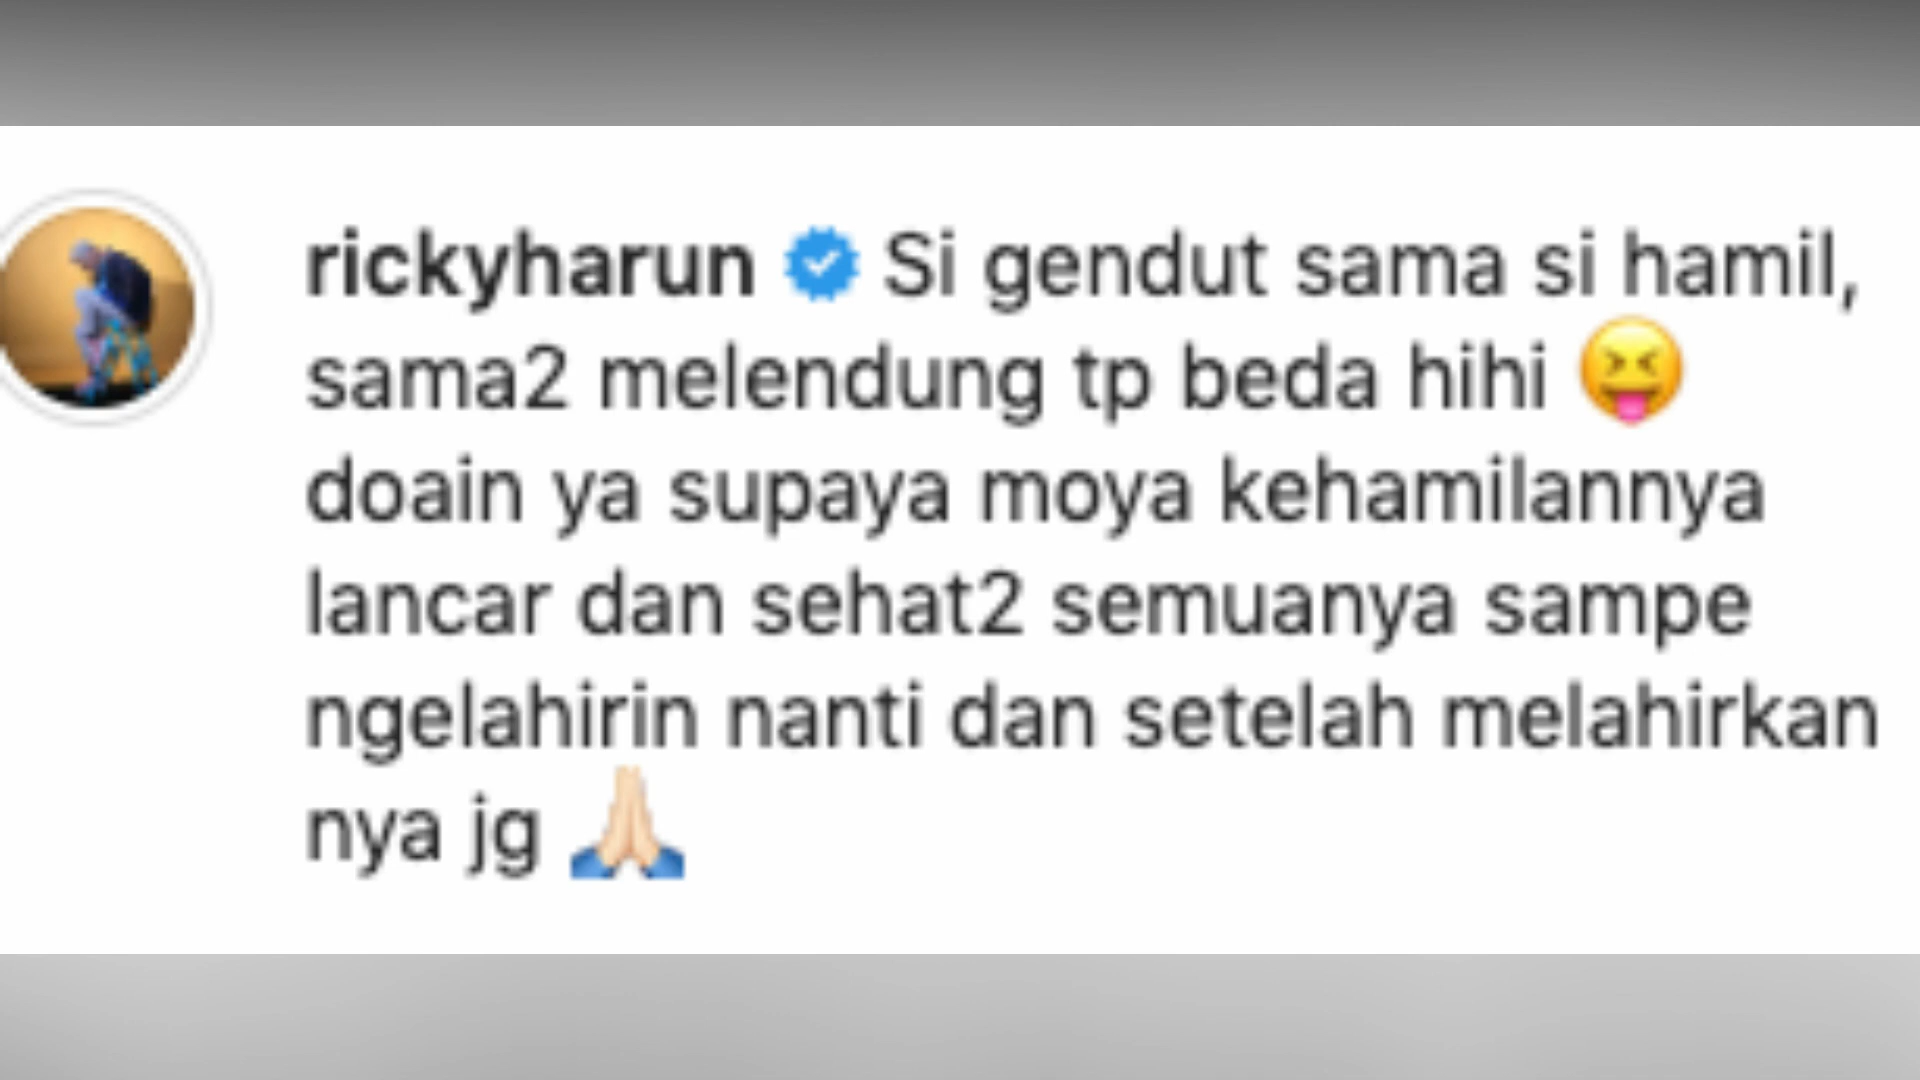 rickyharun Si gendut sama si hamil,
sama2 melendung tp beda hihi 😝
doain ya supaya moya kehamilannya
lancar dan sehat2 semuanya sampe
ngelahirin nanti dan setelah melahirkan
nya jg 🙏🏻